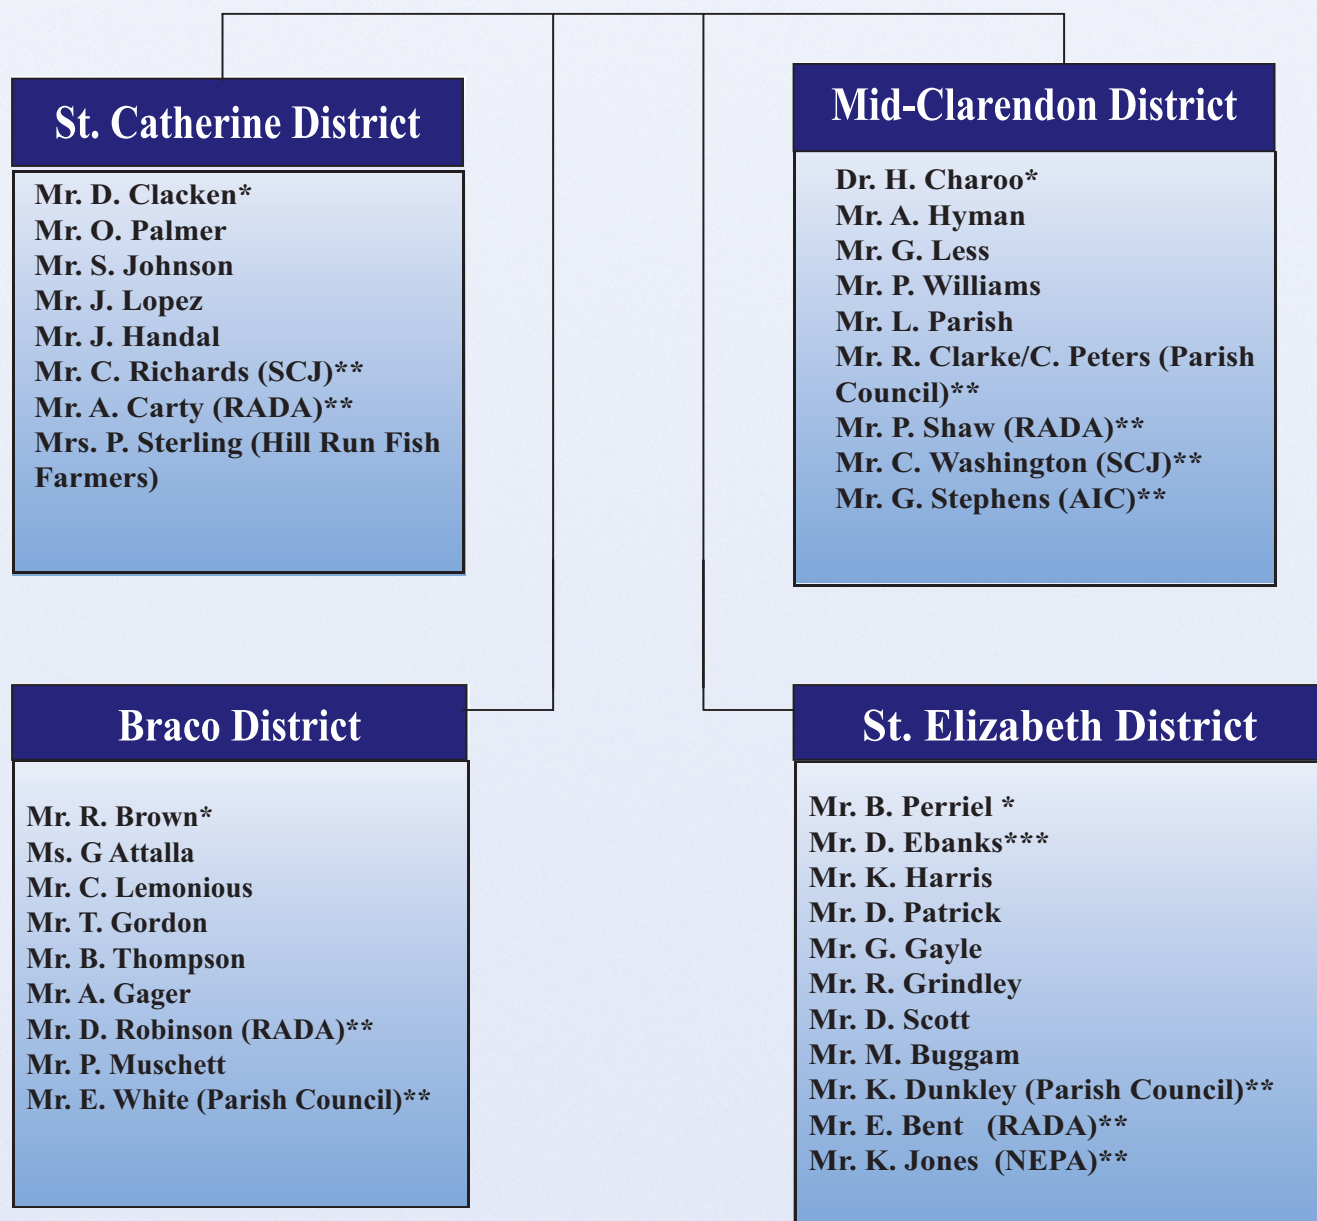 St. Catherine District
Mr. D. Clacken*
Mr. O. Palmer
Mr. S. Johnson
Mr. J. Lopez
Mr. J. Handal
Mr. C. Richards (SCJ)**
Mr. A. Carty (RADA)**
Mrs. P. Sterling (Hill Run Fish
Farmers)
Mid-Clarendon District
Dr. H. Charoo*
Mr. A. Hyman
Mr. G. Less
Mr. P. Williams
Mr. L. Parish
Mr. R. Clarke/C. Peters (Parish
Council)**
Mr. P. Shaw (RADA)**
Mr. C. Washington (SCJ)**
Mr. G. Stephens (AIC)**
Braco District
Mr. R. Brown*
Ms. G Attalla
Mr. C. Lemonious
Mr. T. Gordon
Mr. B. Thompson
Mr. A. Gager
Mr. D. Robinson (RADA)**
Mr. P. Muschett
Mr. E. White (Parish Council)**
St. Elizabeth District
Mr. B. Perriel *
Mr. D. Ebanks***
Mr. K. Harris
Mr. D. Patrick
Mr. G. Gayle
Mr. R. Grindley
Mr. D. Scott
Mr. M. Buggam
Mr. K. Dunkley (Parish Council)**
Mr. E. Bent (RADA)**
Mr. K. Jones (NEPA)**